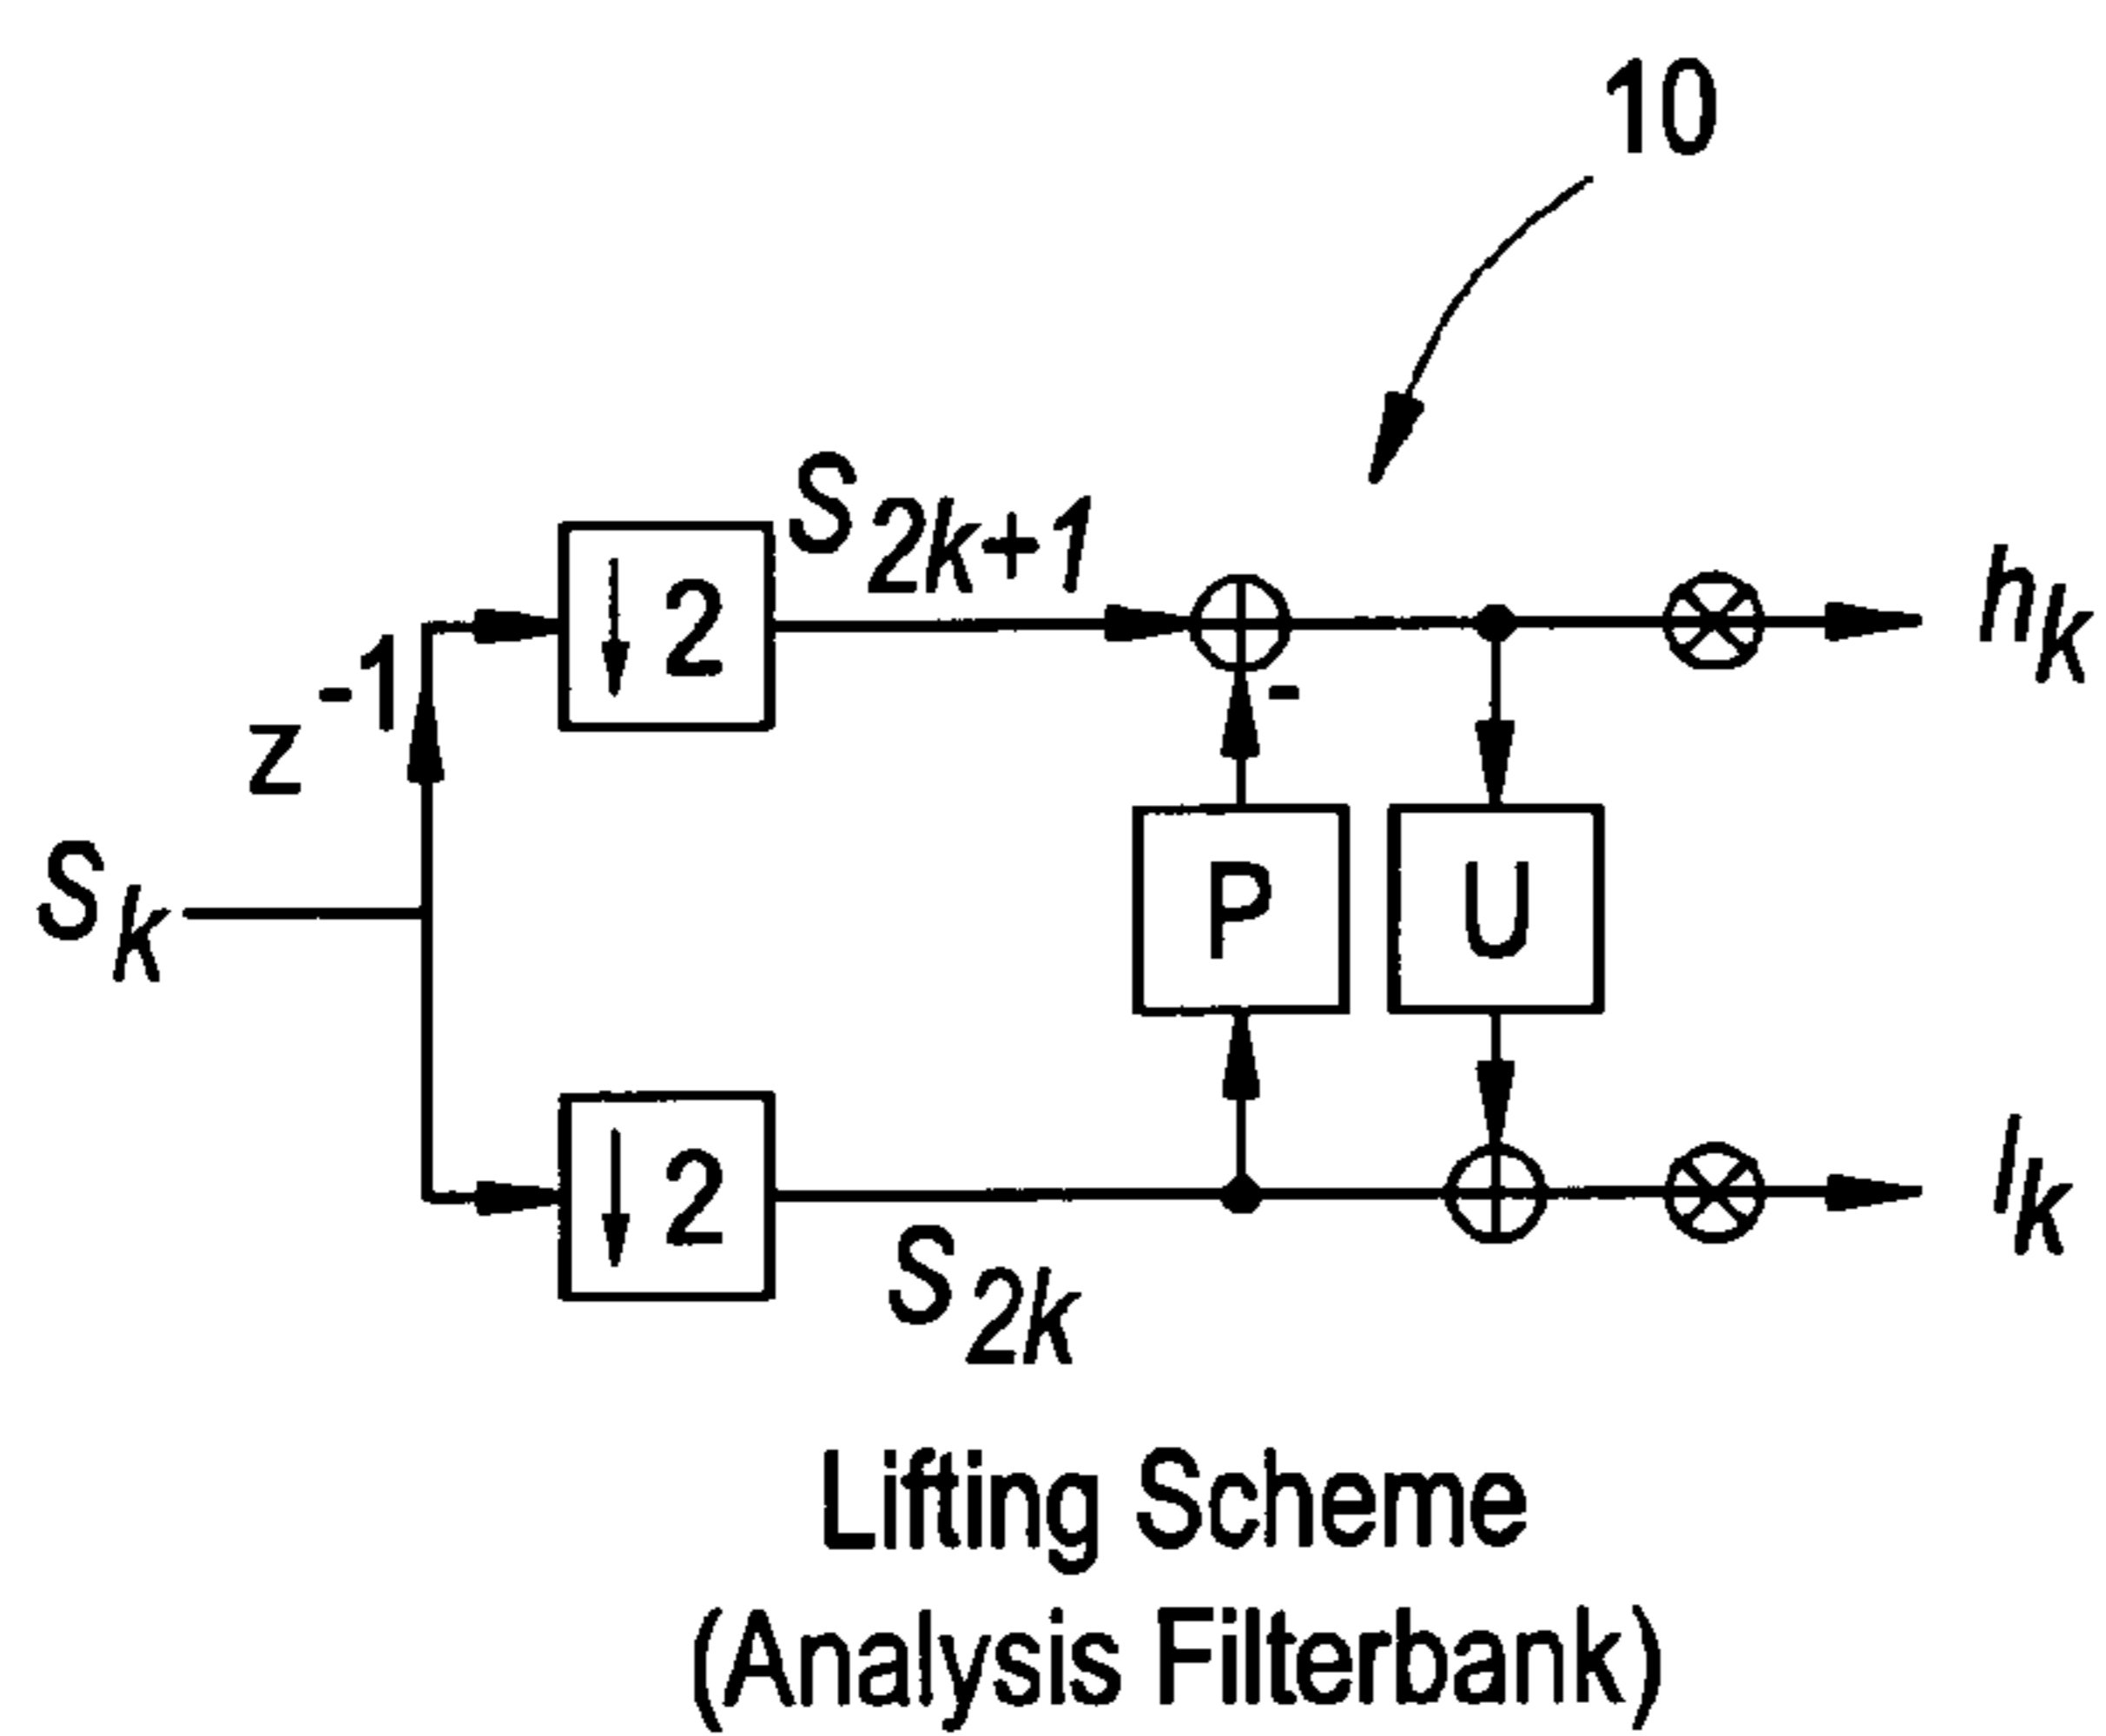 10
S2k+1
↓ 2
hk
z-1
-
Sk
P
U
↓ 2
lk
S2k
Lifting Scheme
(Analysis Filterbank)